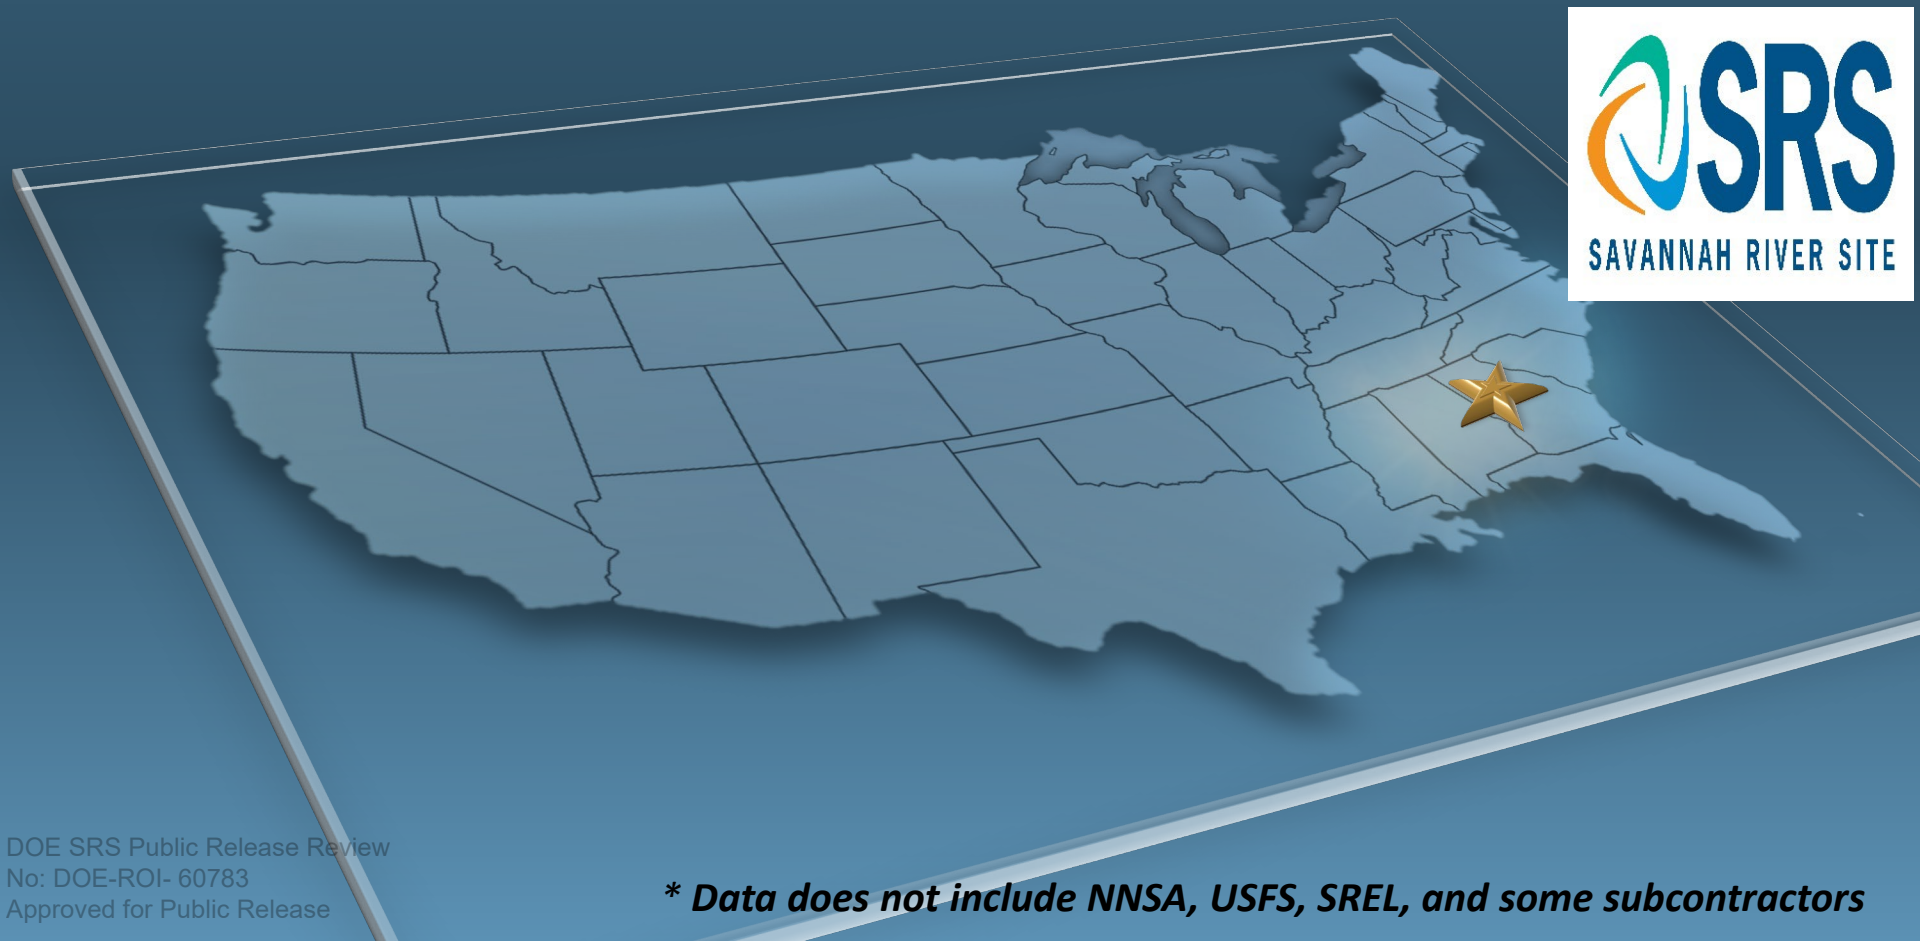 SRS
SAVANNAH RIVER SITE
DOE SRS Public Release Review
No: DOE-ROI- 60783
Approved for Public Release
* Data does not include NNSA, USFS, SREL, and some subcontractors